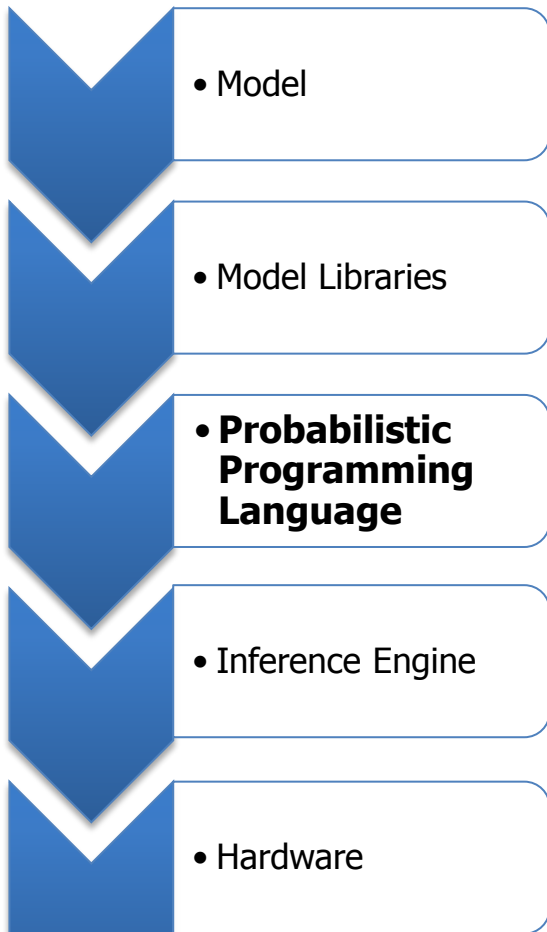 • Model
• Model Libraries
• Probabilistic
Programming
Language
• Inference Engine
• Hardware